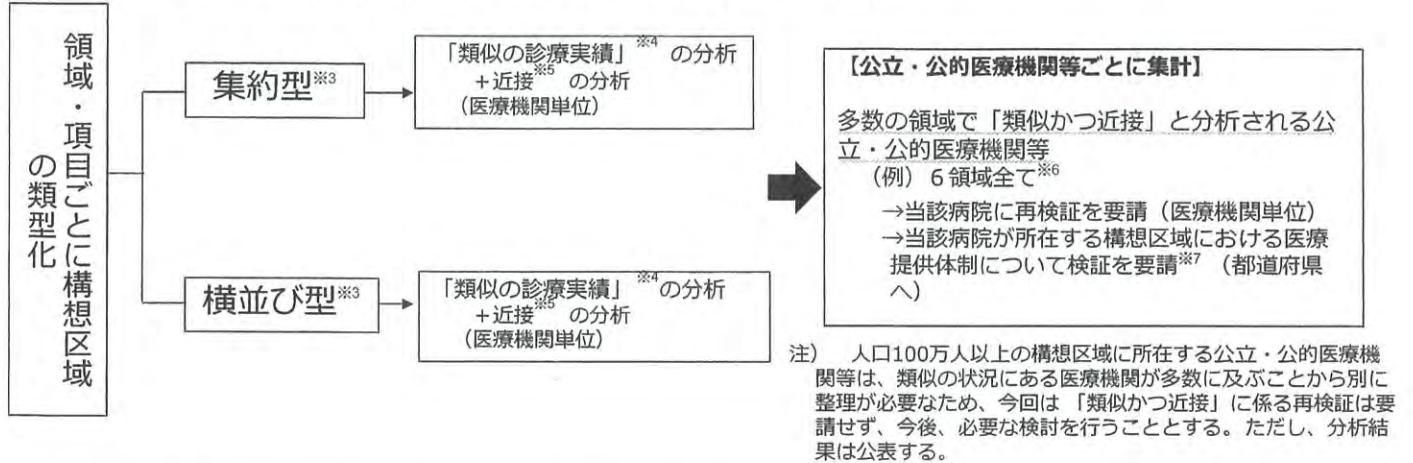 領域・項目ごとに構想区域
の類型化
集約型※3
「類似の診療実績」※4 の分析
+近接※5 の分析
(医療機関単位)
横並び型※3
「類似の診療実績」※4 の分析
+近接※5 の分析
(医療機関単位)
【公立・公的医療機関等ごとに集計】
多数の領域で「類似かつ近接」と分析される公
立・公的医療機関等
(例)6領域全て※6
→当該病院に再検証を要請(医療機関単位)
→当該病院が所在する構想区域における医療
提供体制について検証を要請※7 (都道府県
へ)
注) 人口100万人以上の構想区域に所在する公立・公的医療機
関等は、類似の状況にある医療機関が多数に及ぶことから別に
整理が必要なため、今回は 「類似かつ近接」に係る再検証は要
請せず、今後、必要な検討を行うこととする。ただし、分析結
果は公表する。